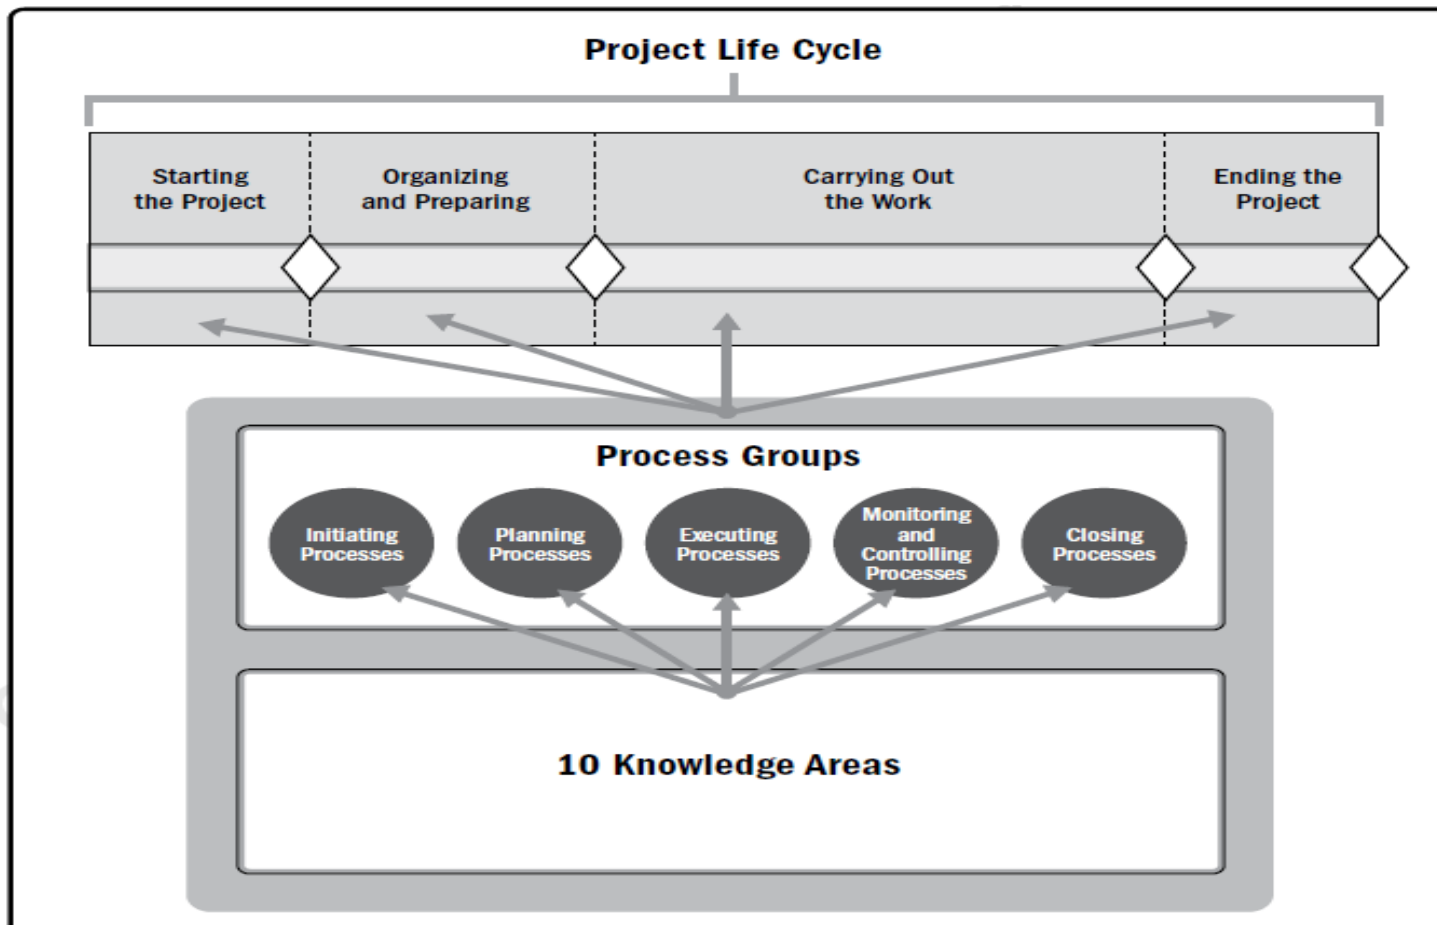 Project Life Cycle
Starting
the Project
Organizing
and Preparing
Carrying Out
the Work
Ending the
Project
Process Groups
Initiating
Processes
Planning
Processes
Executing
Processes
Monitoring
and
Controlling
Processes
Closing
Processes
10 Knowledge Areas